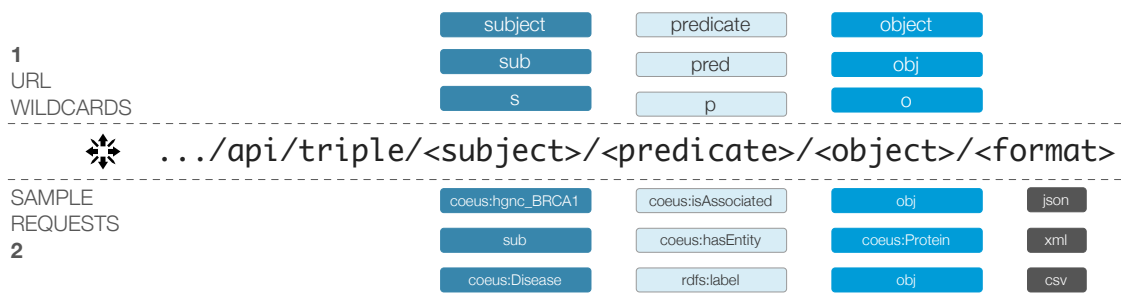 subject predicate object
1
URL
WILDCARDS
sub pred obj
s p o
.../api/triple/<subject>/<predicate>/<object>/<format>
SAMPLE
REQUESTS
2
coeus:hgnc_BRCA1 coeus:isAssociated obj json
sub coeus:hasEntity coeus:Protein xml
coeus:Disease rdfs:label obj csv